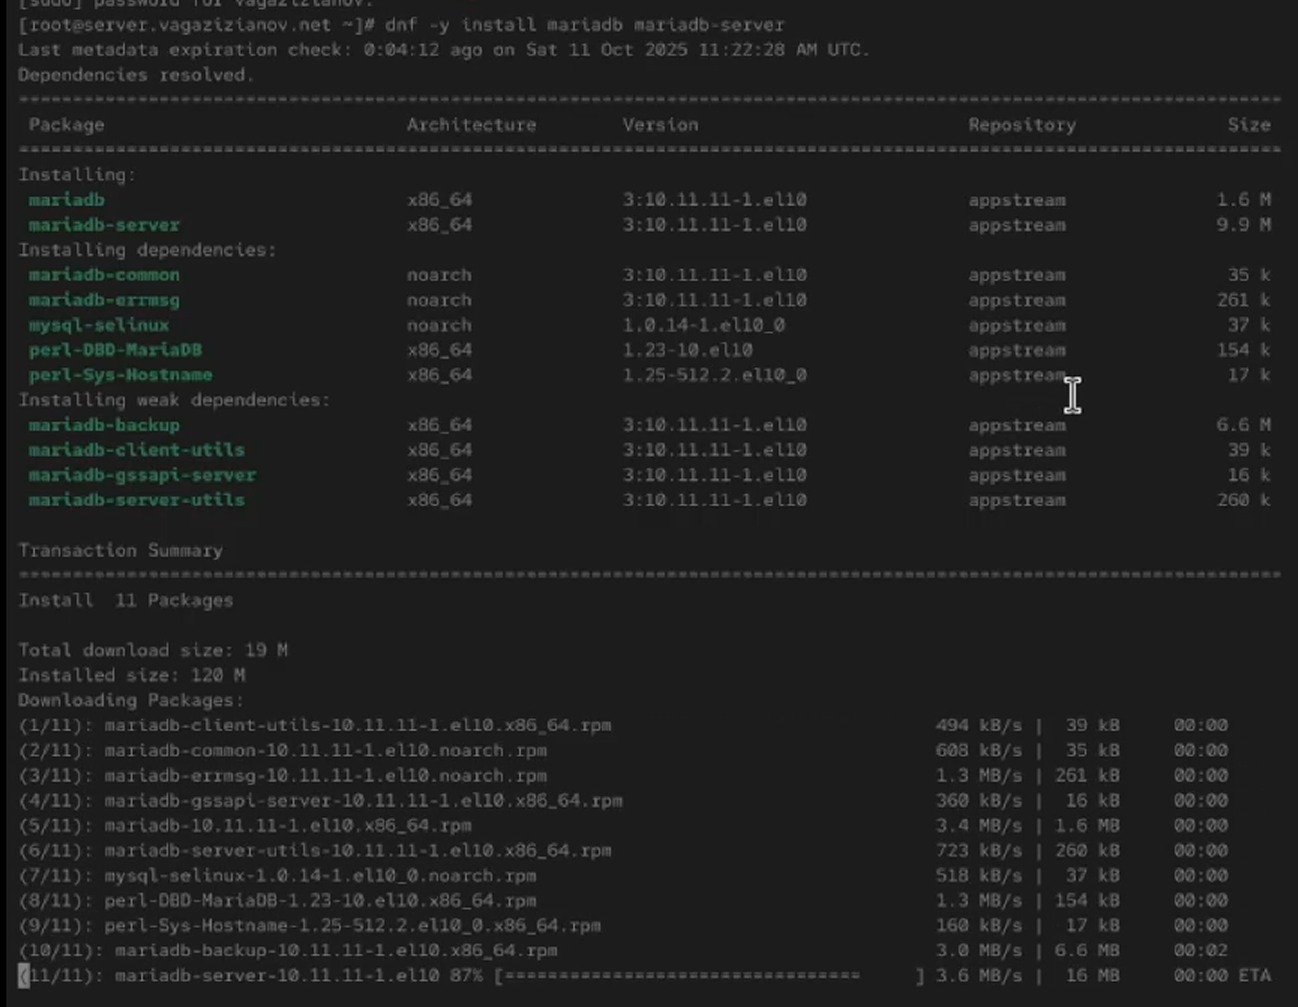 [sudo] password for vagazizianov:
[root@server.vagazizianov.net ~]# dnf -y install mariadb mariadb-server
Last metadata expiration check: 0:04:12 ago on Sat 11 Oct 2025 11:22:28 AM UTC.
Dependencies resolved.
================================================================================
Package Architecture Version Repository Size
================================================================================
Installing:
mariadb x86_64 3:10.11.11-1.el10 appstream 1.6 M
mariadb-server x86_64 3:10.11.11-1.el10 appstream 9.9 M
Installing dependencies:
mariadb-common noarch 3:10.11.11-1.el10 appstream 35 k
mariadb-errmsg noarch 3:10.11.11-1.el10 appstream 261 k
mysql-selinux noarch 1.0.14-1.el10_0 appstream 37 k
perl-DBD-MariaDB x86_64 1.23-10.el10 appstream 154 k
perl-Sys-Hostname x86_64 1.25-512.2.el10_0 appstream 17 k
Installing weak dependencies:
mariadb-backup x86_64 3:10.11.11-1.el10 appstream 6.6 M
mariadb-client-utils x86_64 3:10.11.11-1.el10 appstream 39 k
mariadb-gssapi-server x86_64 3:10.11.11-1.el10 appstream 16 k
mariadb-server-utils x86_64 3:10.11.11-1.el10 appstream 260 k
Transaction Summary
================================================================================
Install 11 Packages
Total download size: 19 M
Installed size: 120 M
Downloading Packages:
(1/11): mariadb-client-utils-10.11.11-1.el10.x86_64.rpm 494 kB/s | 39 kB 00:00
(2/11): mariadb-common-10.11.11-1.el10.noarch.rpm 608 kB/s | 35 kB 00:00
(3/11): mariadb-errmsg-10.11.11-1.el10.noarch.rpm 1.3 MB/s | 261 kB 00:00
(4/11): mariadb-gssapi-server-10.11.11-1.el10.x86_64.rpm 360 kB/s | 16 kB 00:00
(5/11): mariadb-10.11.11-1.el10.x86_64.rpm 3.4 MB/s | 1.6 MB 00:00
(6/11): mariadb-server-utils-10.11.11-1.el10.x86_64.rpm 723 kB/s | 260 kB 00:00
(7/11): mysql-selinux-1.0.14-1.el10_0.noarch.rpm 518 kB/s | 37 kB 00:00
(8/11): perl-DBD-MariaDB-1.23-10.el10.x86_64.rpm 1.3 MB/s | 154 kB 00:00
(9/11): perl-Sys-Hostname-1.25-512.2.el10_0.x86_64.rpm 160 kB/s | 17 kB 00:00
(10/11): mariadb-backup-10.11.11-1.el10.x86_64.rpm 3.0 MB/s | 6.6 MB 00:02
(11/11): mariadb-server-10.11.11-1.el10 87% [================================= ] 3.6 MB/s | 16 MB 00:00 ETA